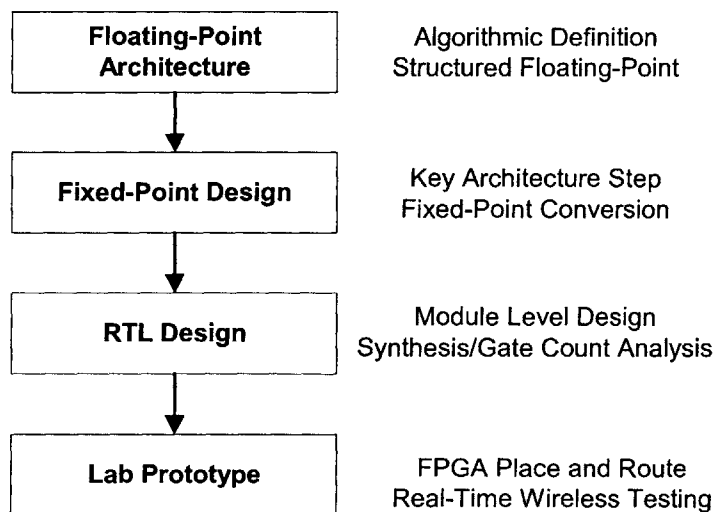 Floating-Point
Architecture
Algorithmic Definition
Structured Floating-Point
Fixed-Point Design
Key Architecture Step
Fixed-Point Conversion
RTL Design
Module Level Design
Synthesis/Gate Count Analysis
Lab Prototype
FPGA Place and Route
Real-Time Wireless Testing